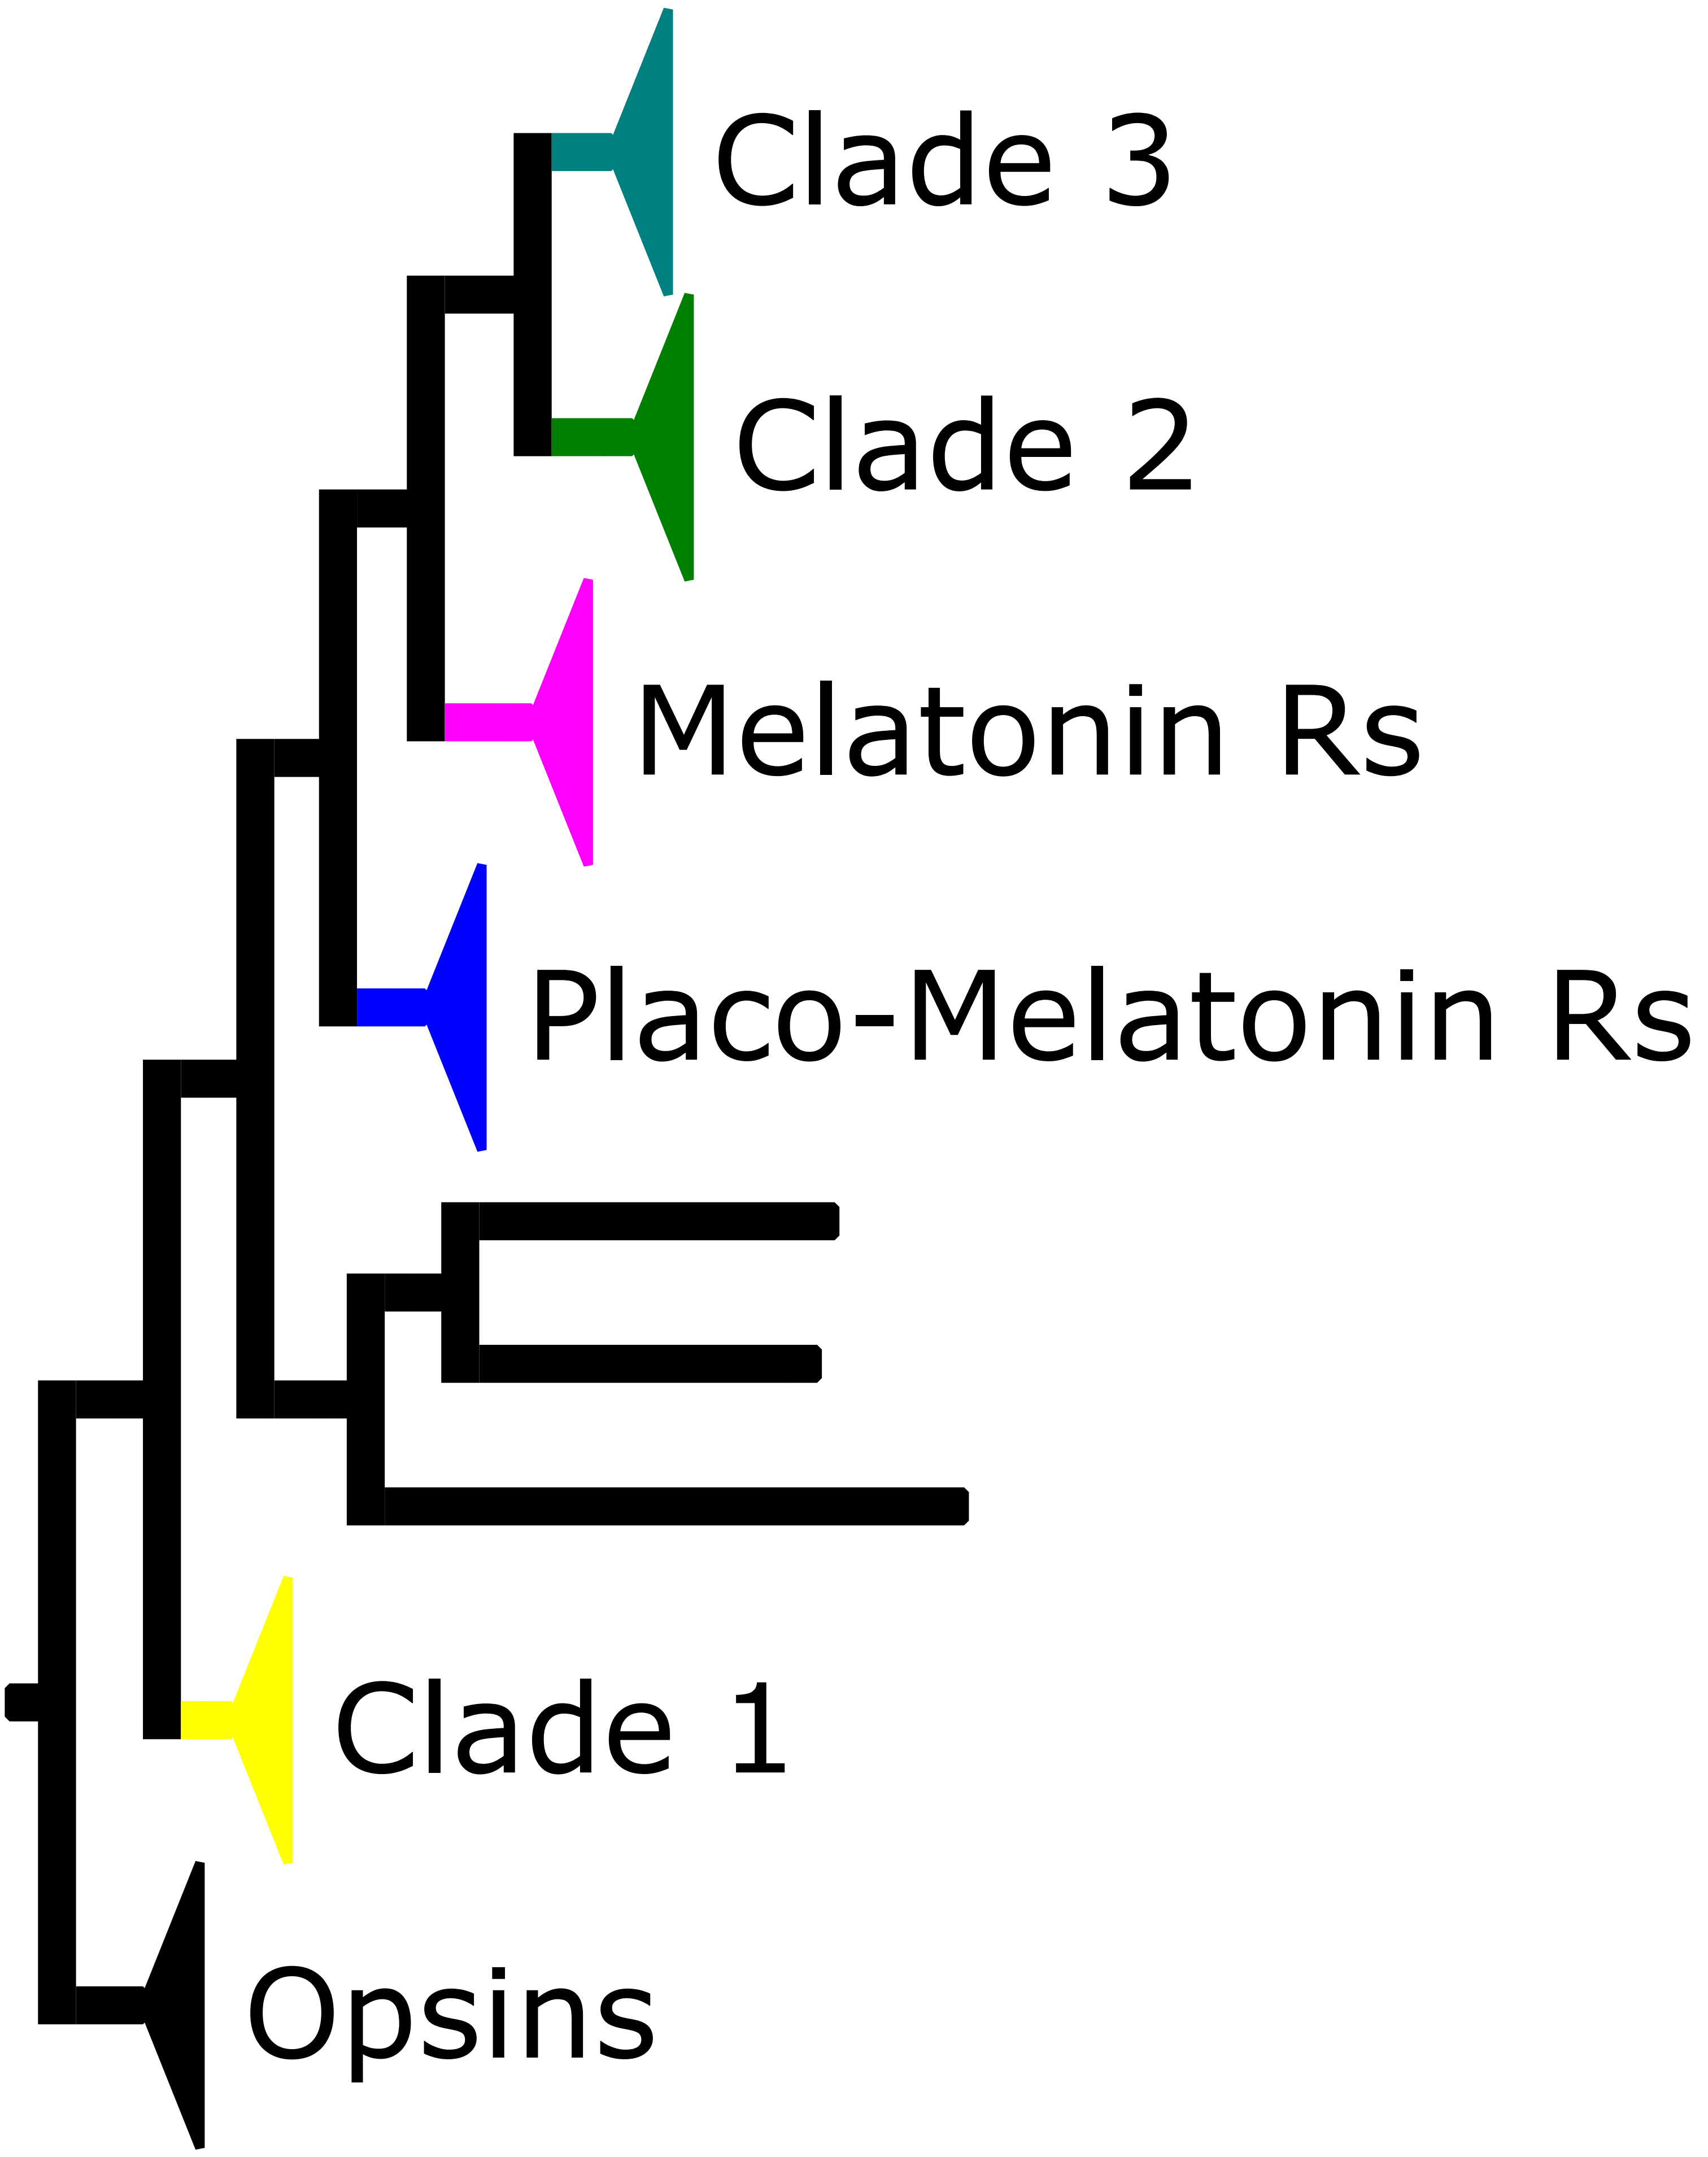 Clade 3
Clade 2
Melatonin Rs
Placo-Melatonin Rs
Clade 1
Opsins